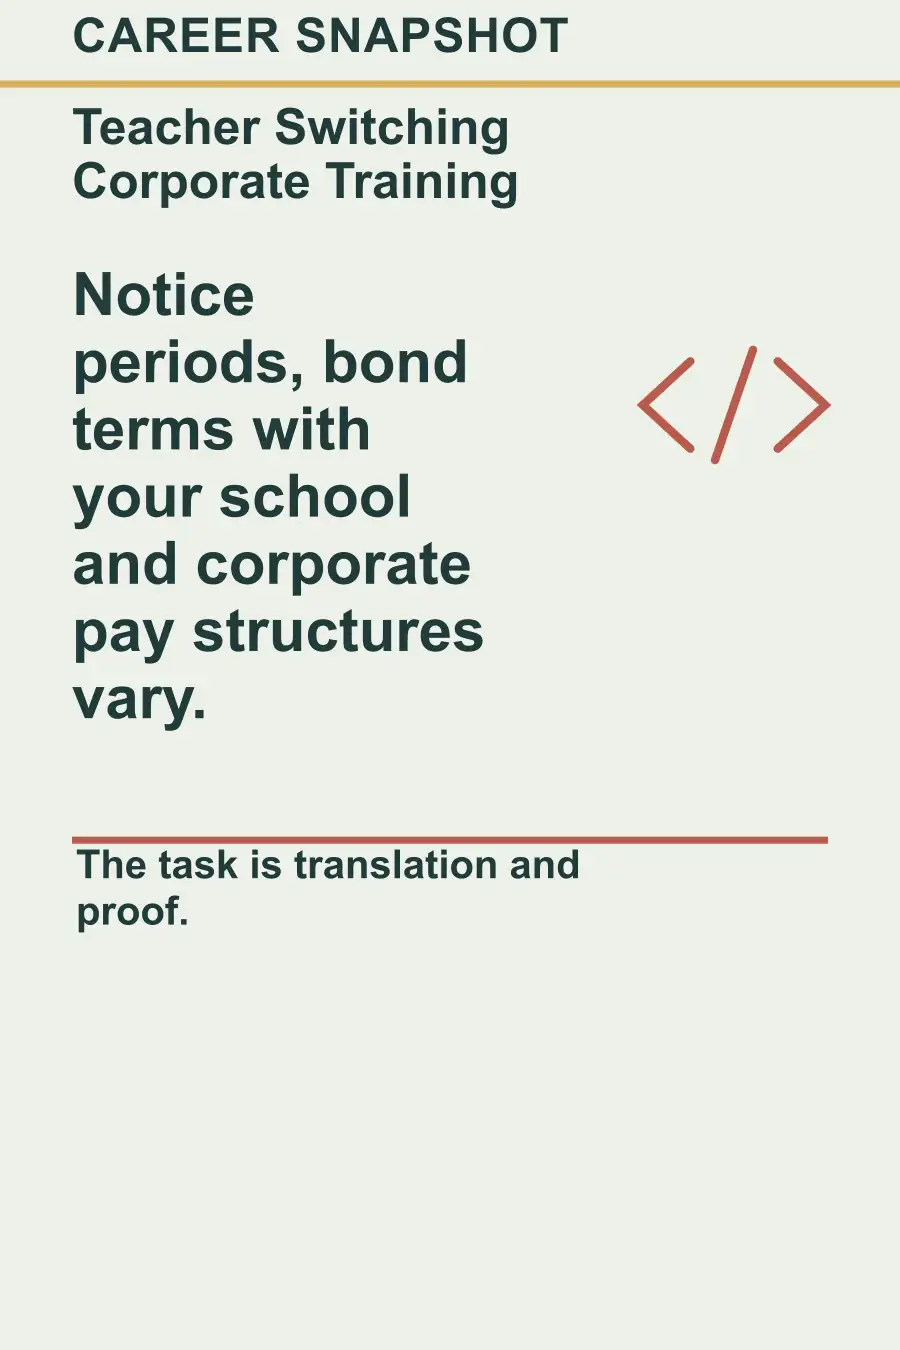 CAREER SNAPSHOT
Teacher Switching
Corporate Training
Notice
periods, bond
terms with
your school
and corporate
pay structures
vary.
The task is translation and
proof.